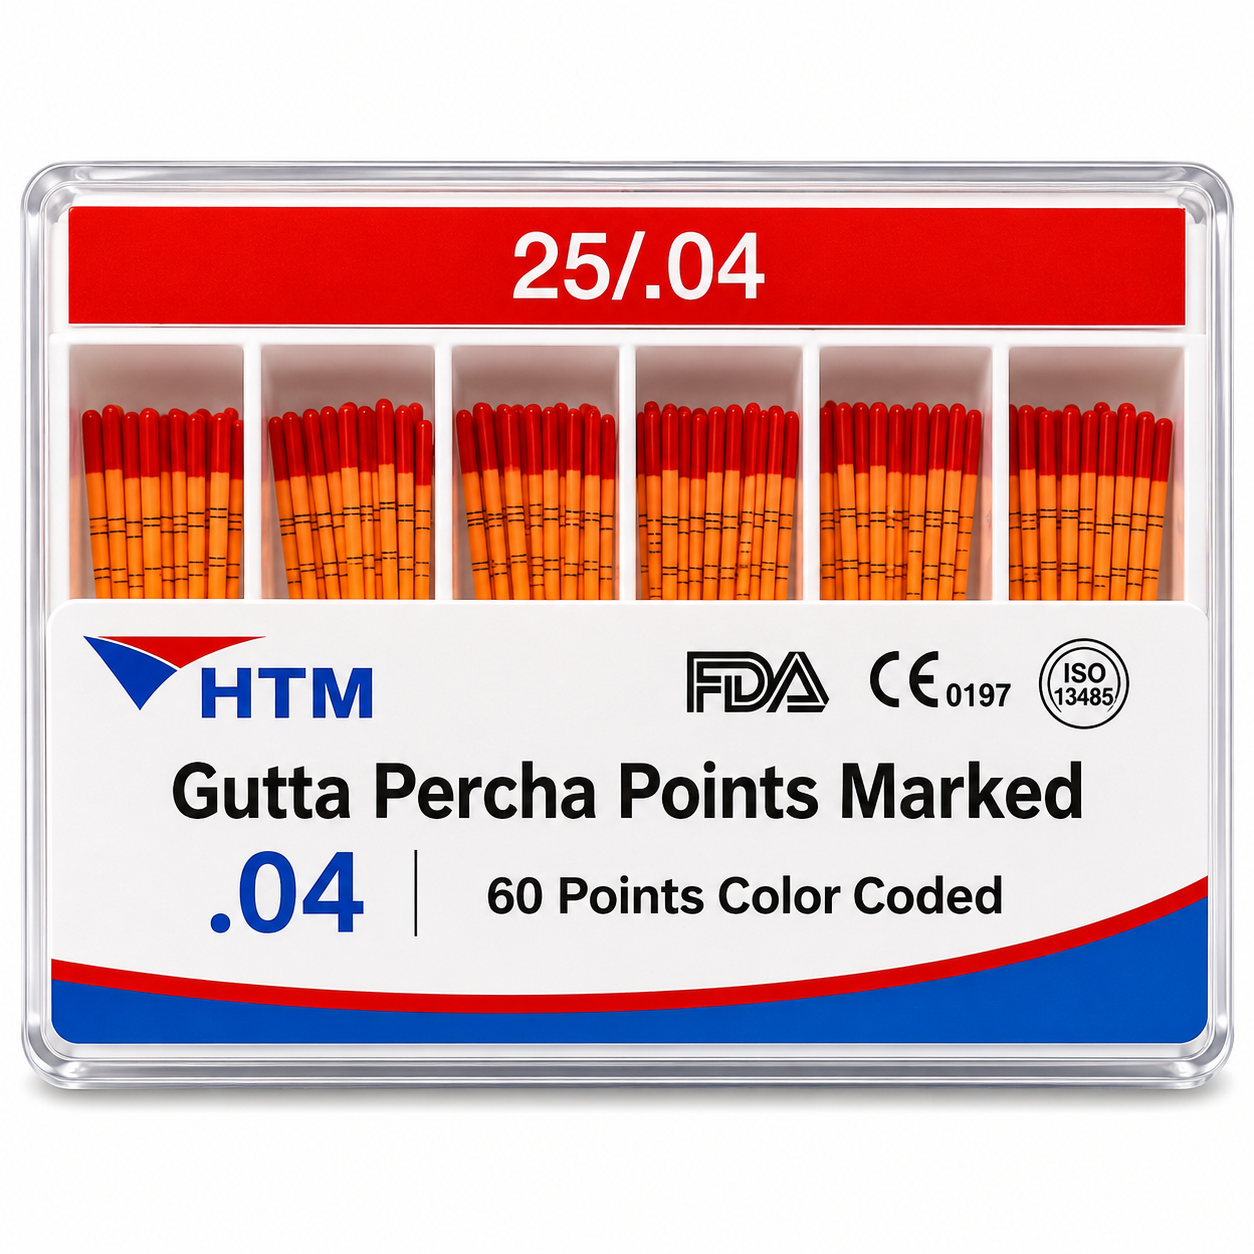 25/.04
HTM
FDA CE 0197 ISO 13485
Gutta Percha Points Marked
.04
60 Points Color Coded